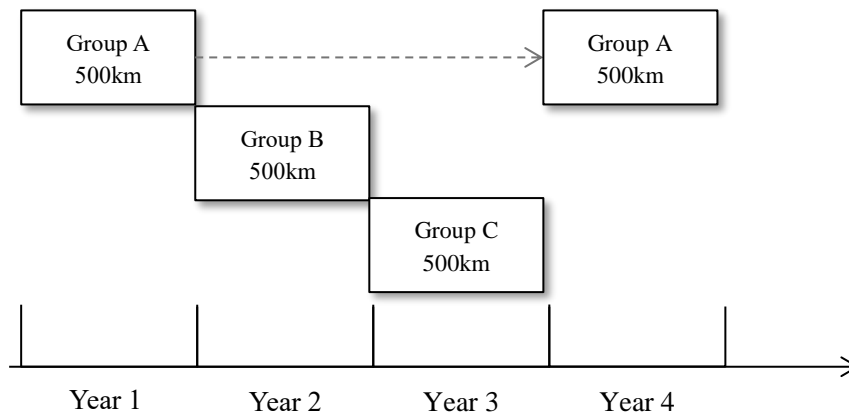 Group A
500km
Group A
500km
Group B
500km
Group C
500km
Year 1
Year 2
Year 3
Year 4